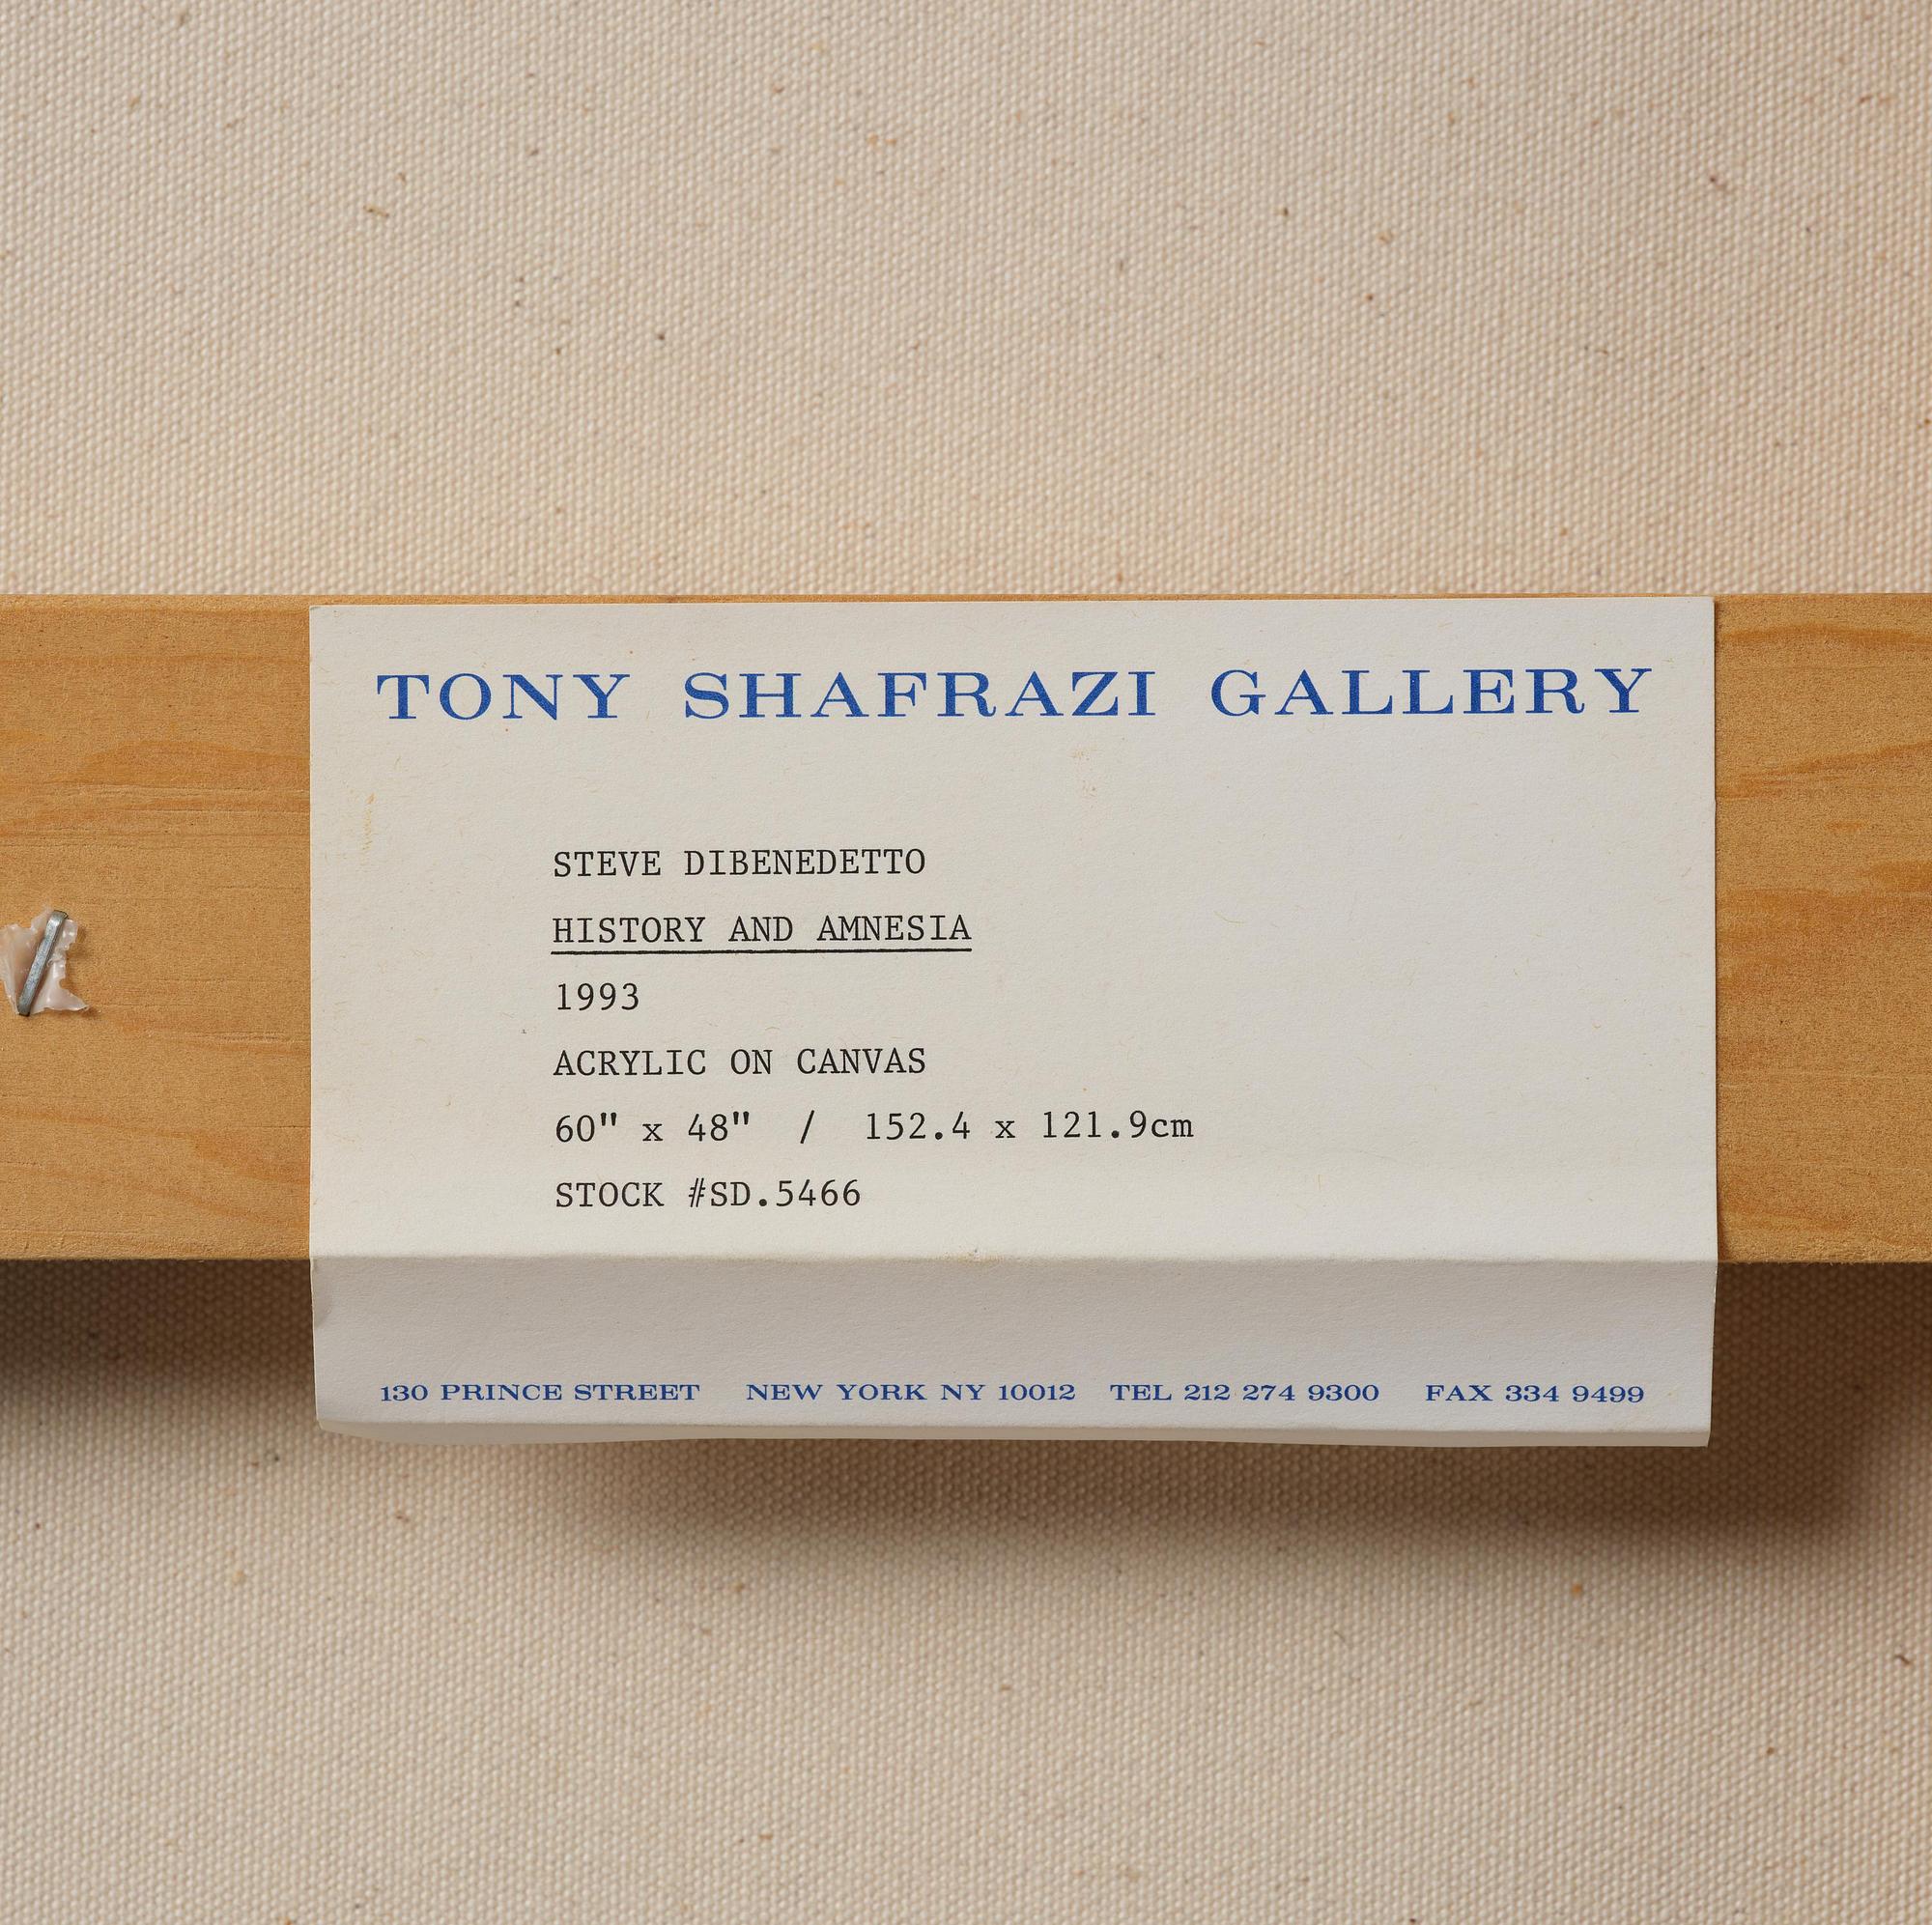 TONY SHAFRAZI GALLERY
STEVE DIBENEDETTO
HISTORY AND AMNESIA
1993
ACRYLIC ON CANVAS
60" x 48" / 152.4 x 121.9cm
STOCK #SD.5466
130 PRINCE STREET NEW YORK NY 10012 TEL 212 274 9300 FAX 334 9499